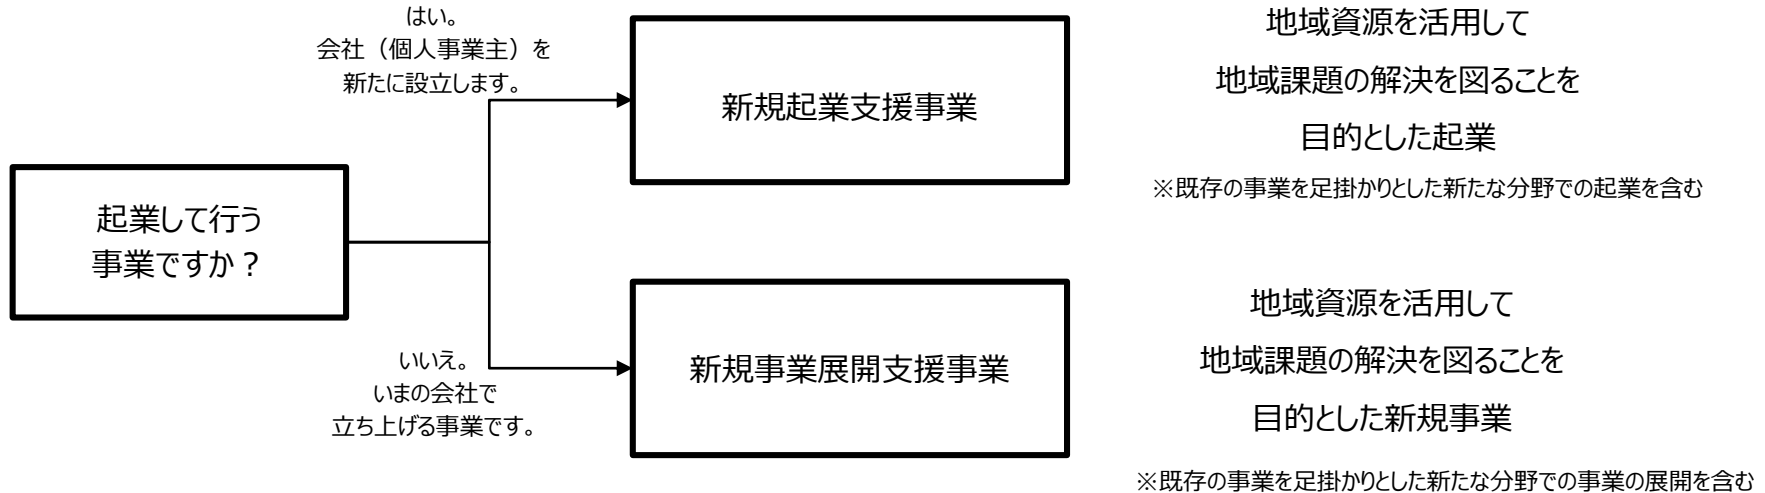 起業して行う
事業ですか？
はい。
会社（個人事業主）を
新たに設立します。
新規起業支援事業
地域資源を活用して
地域課題の解決を図ることを
目的とした起業
※既存の事業を足掛かりとした新たな分野での起業を含む
いいえ。
いまの会社で
立ち上げる事業です。
新規事業展開支援事業
地域資源を活用して
地域課題の解決を図ることを
目的とした新規事業
※既存の事業を足掛かりとした新たな分野での事業の展開を含む